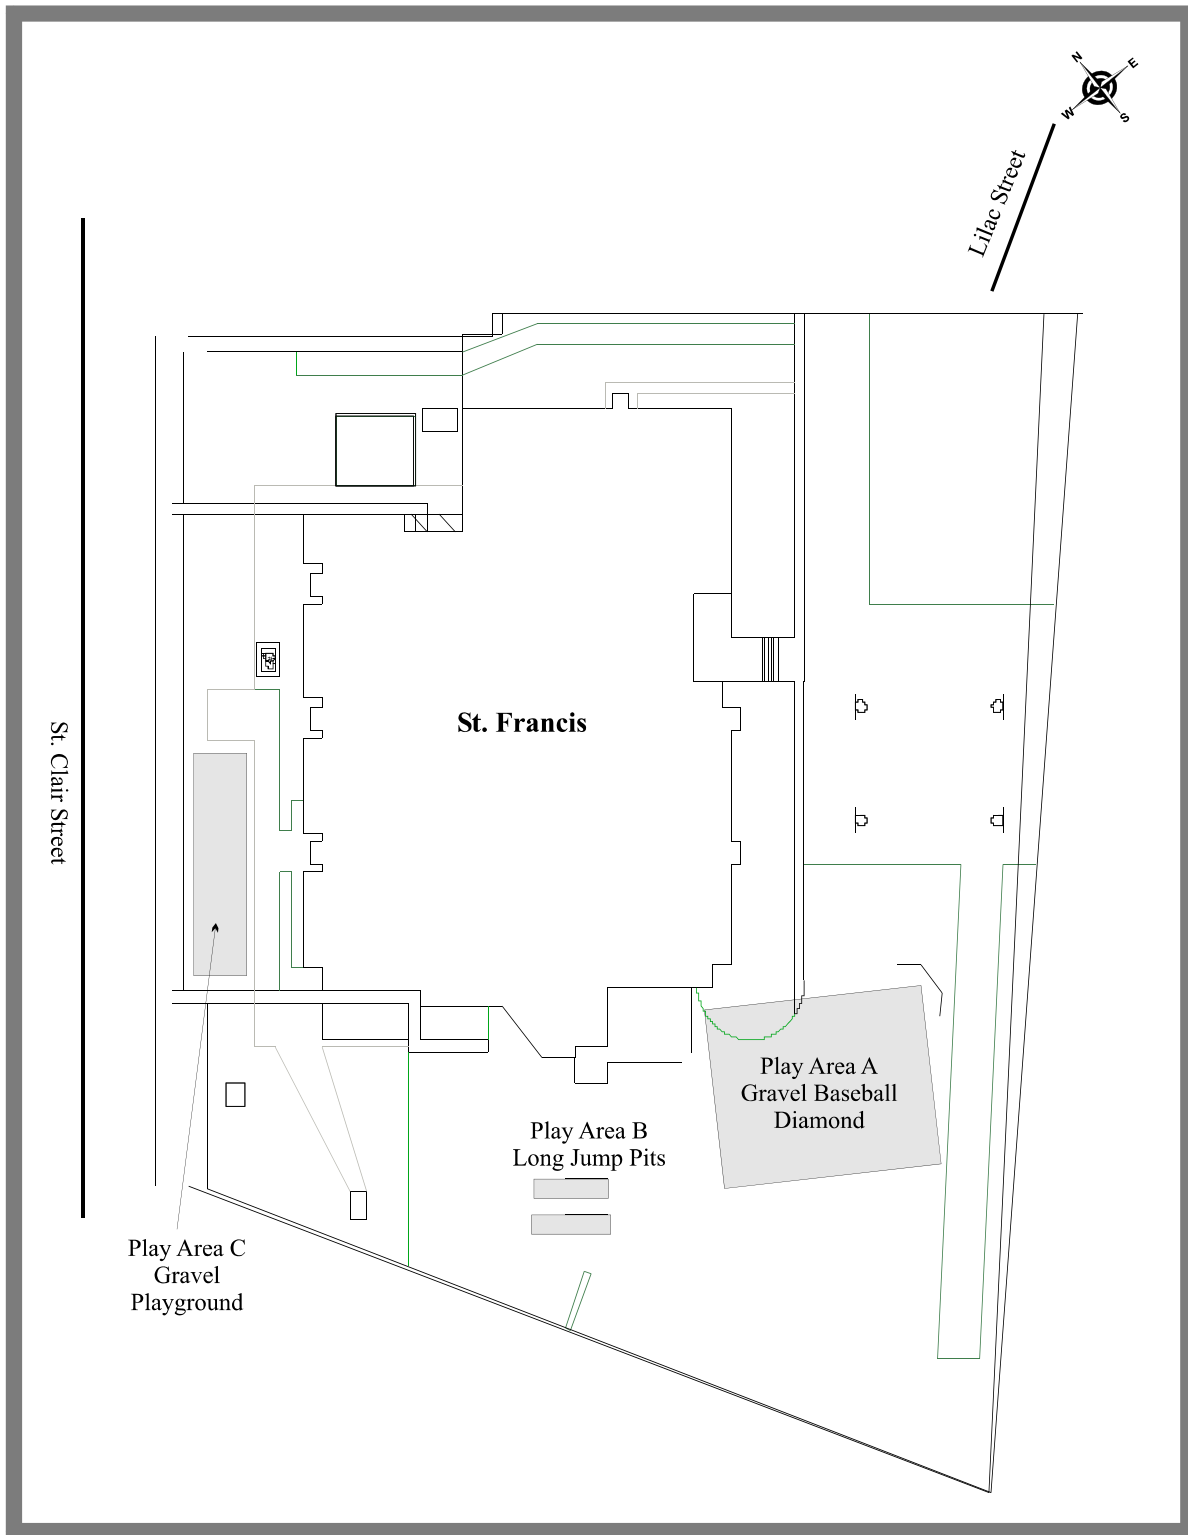 N
E
W
S
Lilac Street
St. Francis
St. Clair Street
Play Area A
Gravel Baseball
Diamond
Play Area B
Long Jump Pits
Play Area C
Gravel
Playground